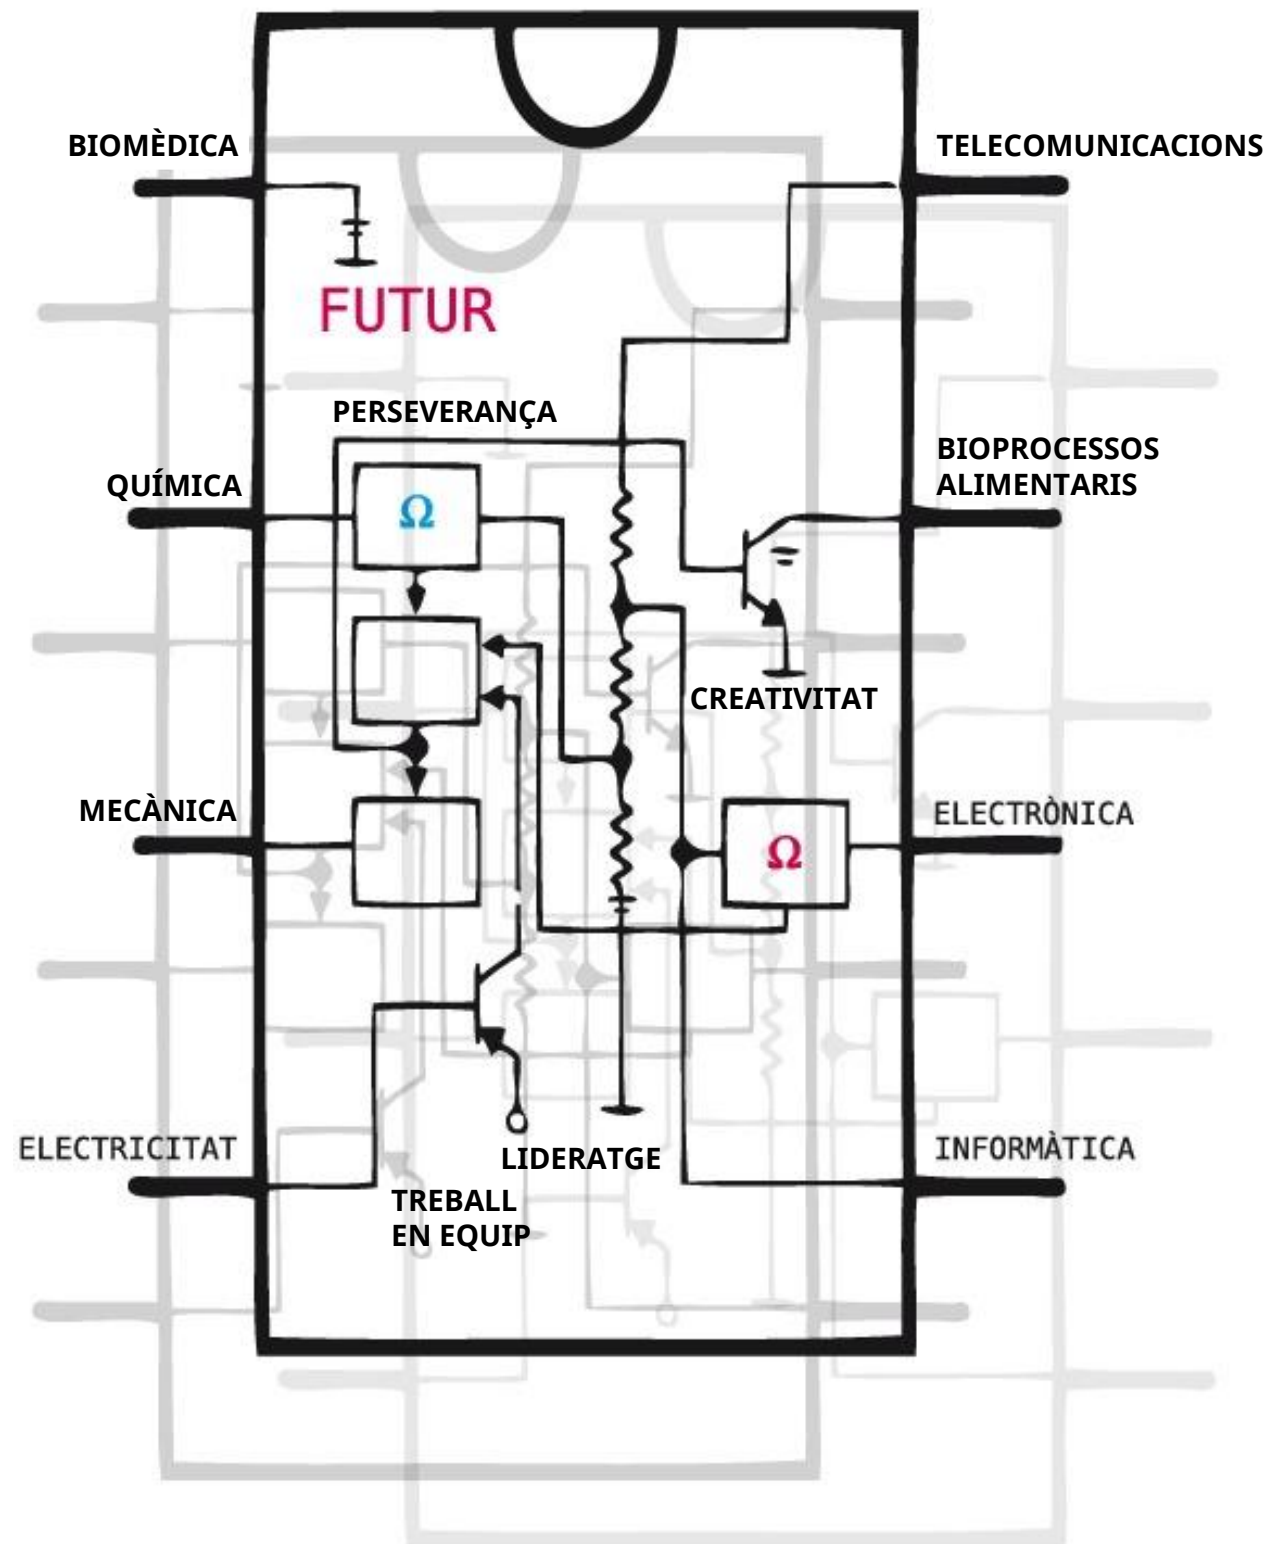 BIOMÈDICA
TELECOMUNICACIONS
FUTUR
PERSEVERANÇA
BIOPROCESSOS
ALIMENTARIS
QUÍMICA
Ω
CREATIVITAT
MECÀNICA
ELECTRÒNICA
Ω
ELECTRICITAT
INFORMÀTICA
LIDERATGE
TREBALL
EN EQUIP